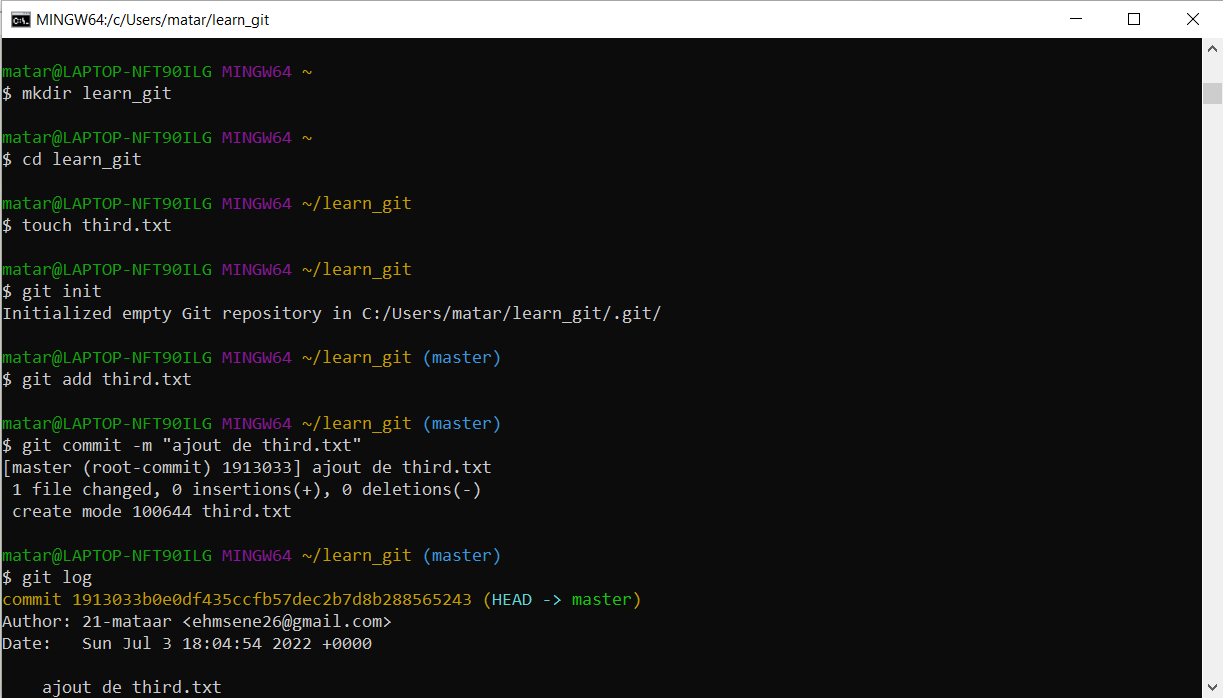 MINGW64:/c/Users/matar/learn_git
matar@LAPTOP-NFT90ILG MINGW64 ~
$ mkdir learn_git
matar@LAPTOP-NFT90ILG MINGW64 ~
$ cd learn_git
matar@LAPTOP-NFT90ILG MINGW64 ~/learn_git
$ touch third.txt
matar@LAPTOP-NFT90ILG MINGW64 ~/learn_git
$ git init
Initialized empty Git repository in C:/Users/matar/learn_git/.git/
matar@LAPTOP-NFT90ILG MINGW64 ~/learn_git (master)
$ git add third.txt
matar@LAPTOP-NFT90ILG MINGW64 ~/learn_git (master)
$ git commit -m "ajout de third.txt"
[master (root-commit) 1913033] ajout de third.txt
 1 file changed, 0 insertions(+), 0 deletions(-)
 create mode 100644 third.txt
matar@LAPTOP-NFT90ILG MINGW64 ~/learn_git (master)
$ git log
commit 1913033b0e0df435ccfb57dec2b7d8b288565243 (HEAD -> master)
Author: 21-mataar <ehmsene26@gmail.com>
Date:   Sun Jul 3 18:04:54 2022 +0000
    ajout de third.txt